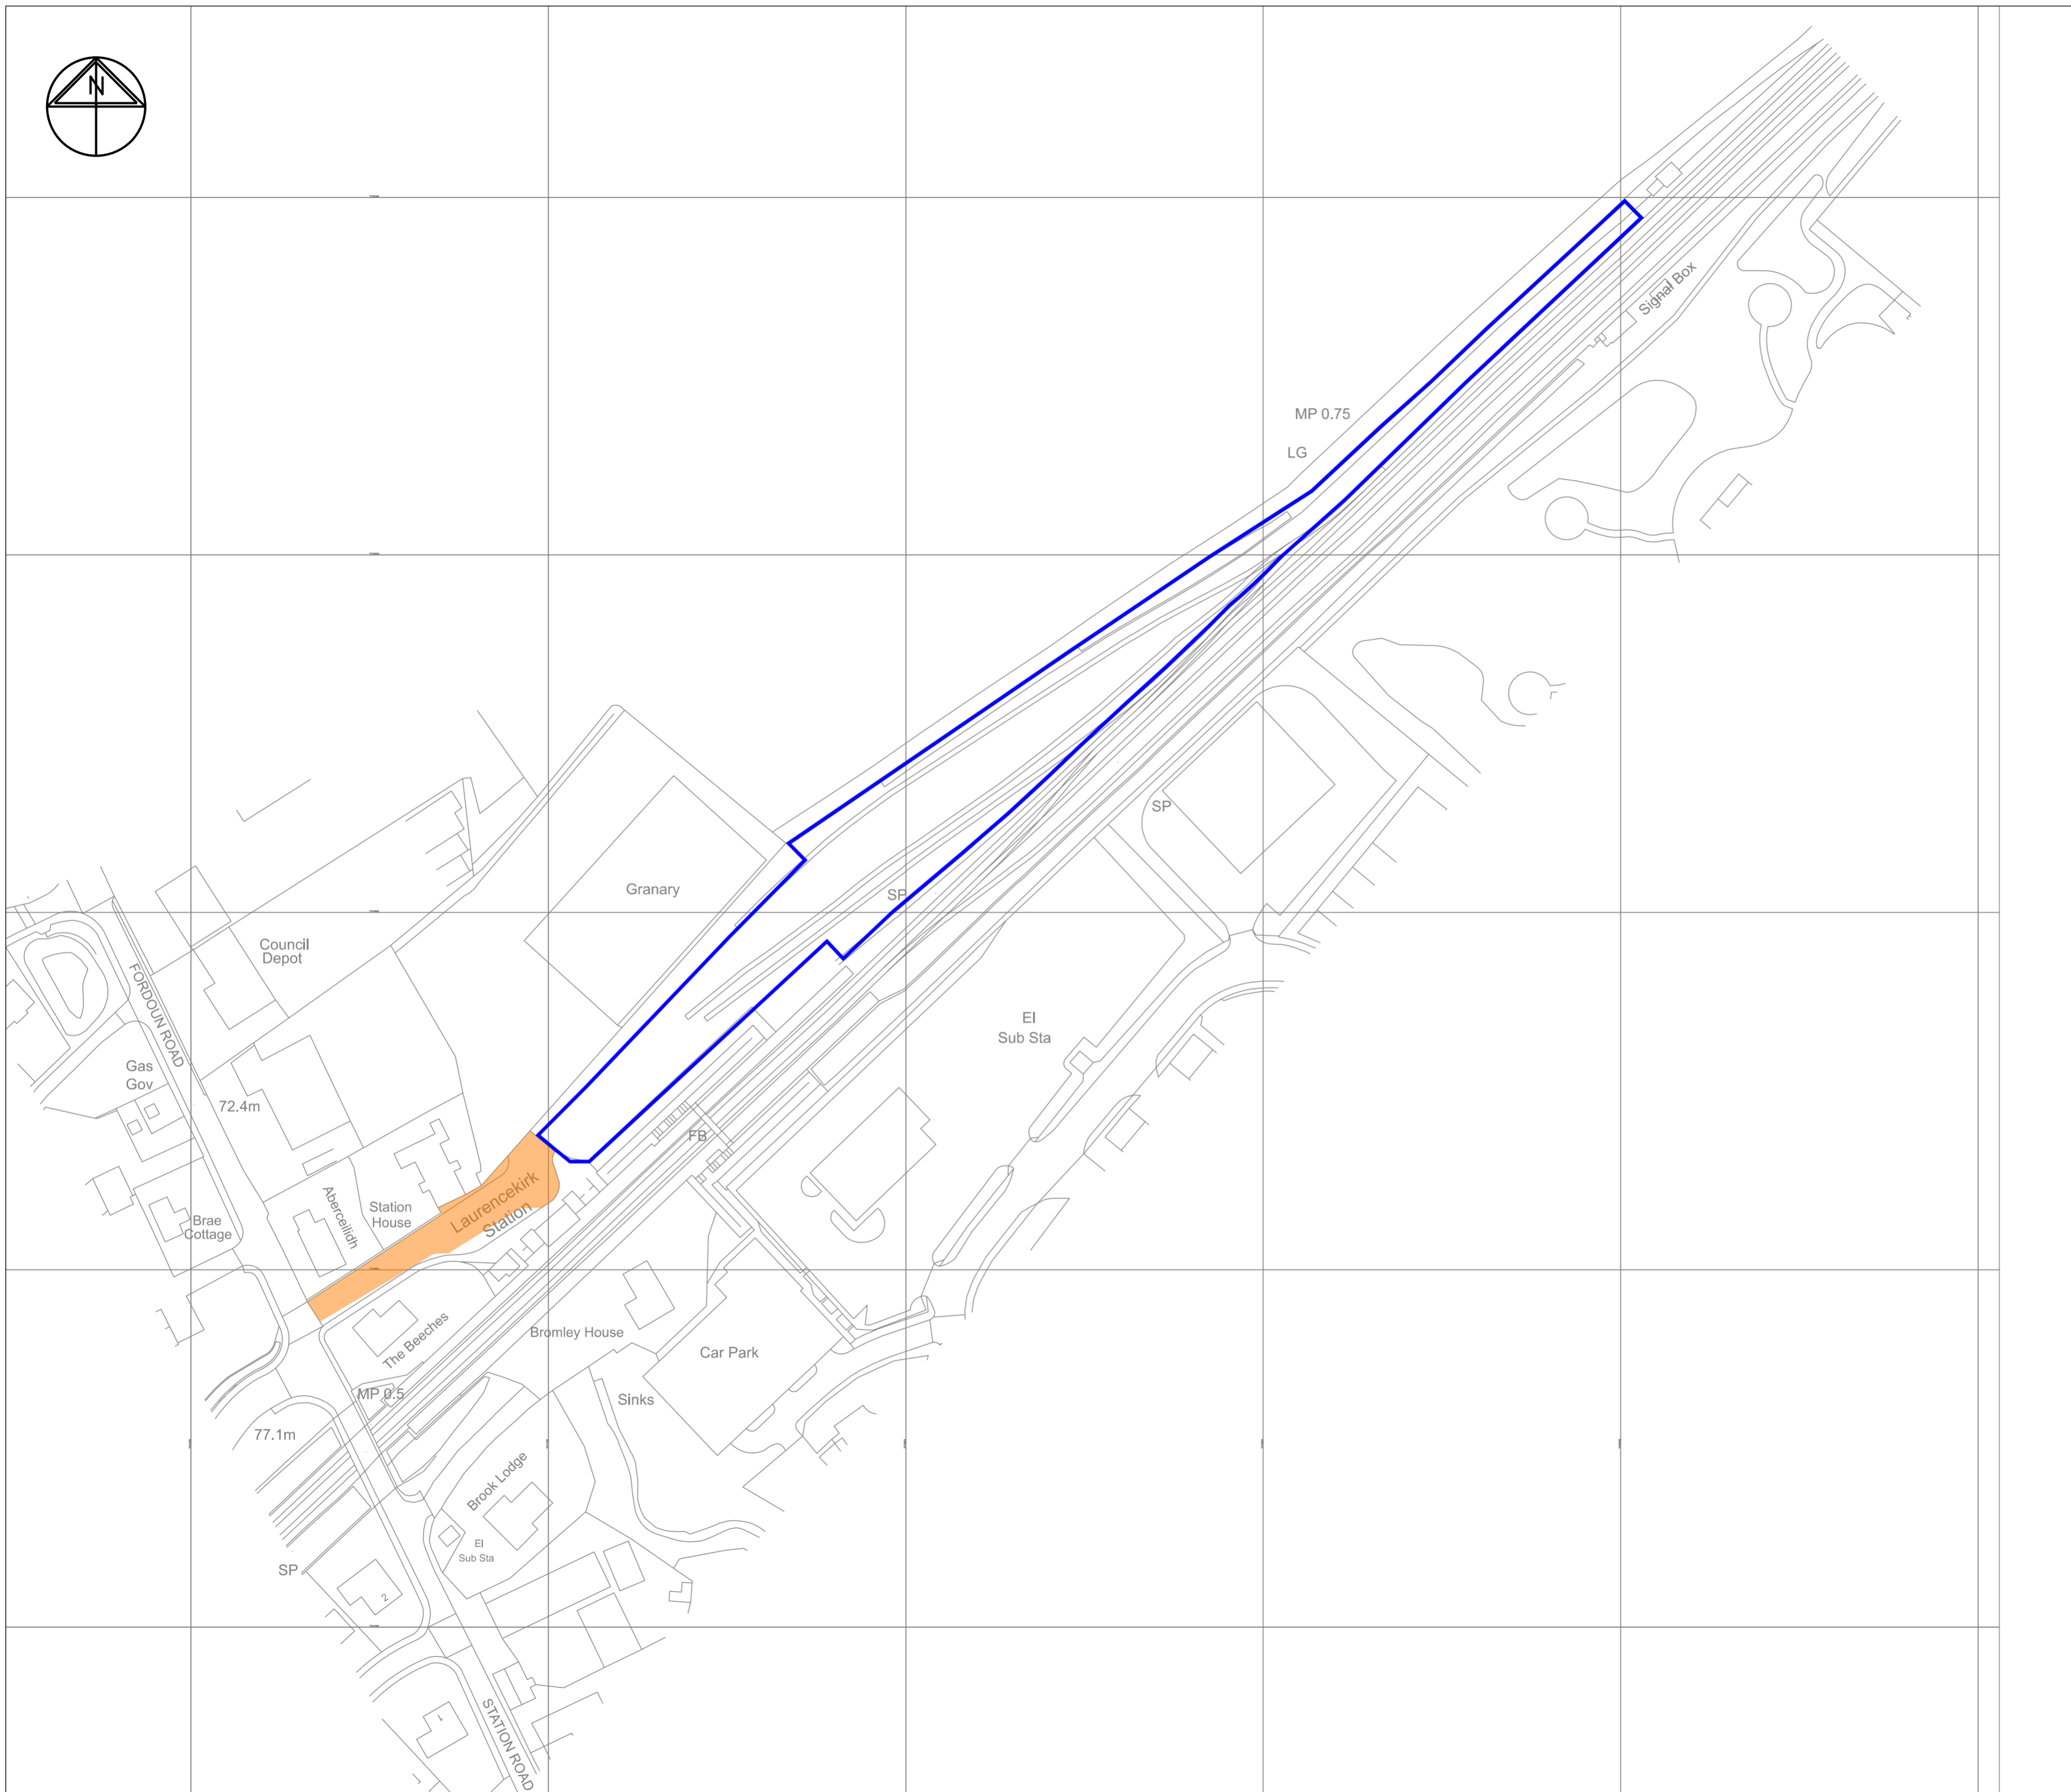 N
Signal Box
MP 0.75
LG
SP
Granary
SP
Council
Depot
FORDOUN ROAD
EI
Sub Sta
Gas
Gov
72.4m
FB
Laurencekirk
Station
Aberceilidh
Station
House
Brae
Cottage
Bromley House
The Beeches
Car Park
MP 0.5
Sinks
77.1m
Brook Lodge
EI
Sub Sta
SP
2
1
STATION ROAD